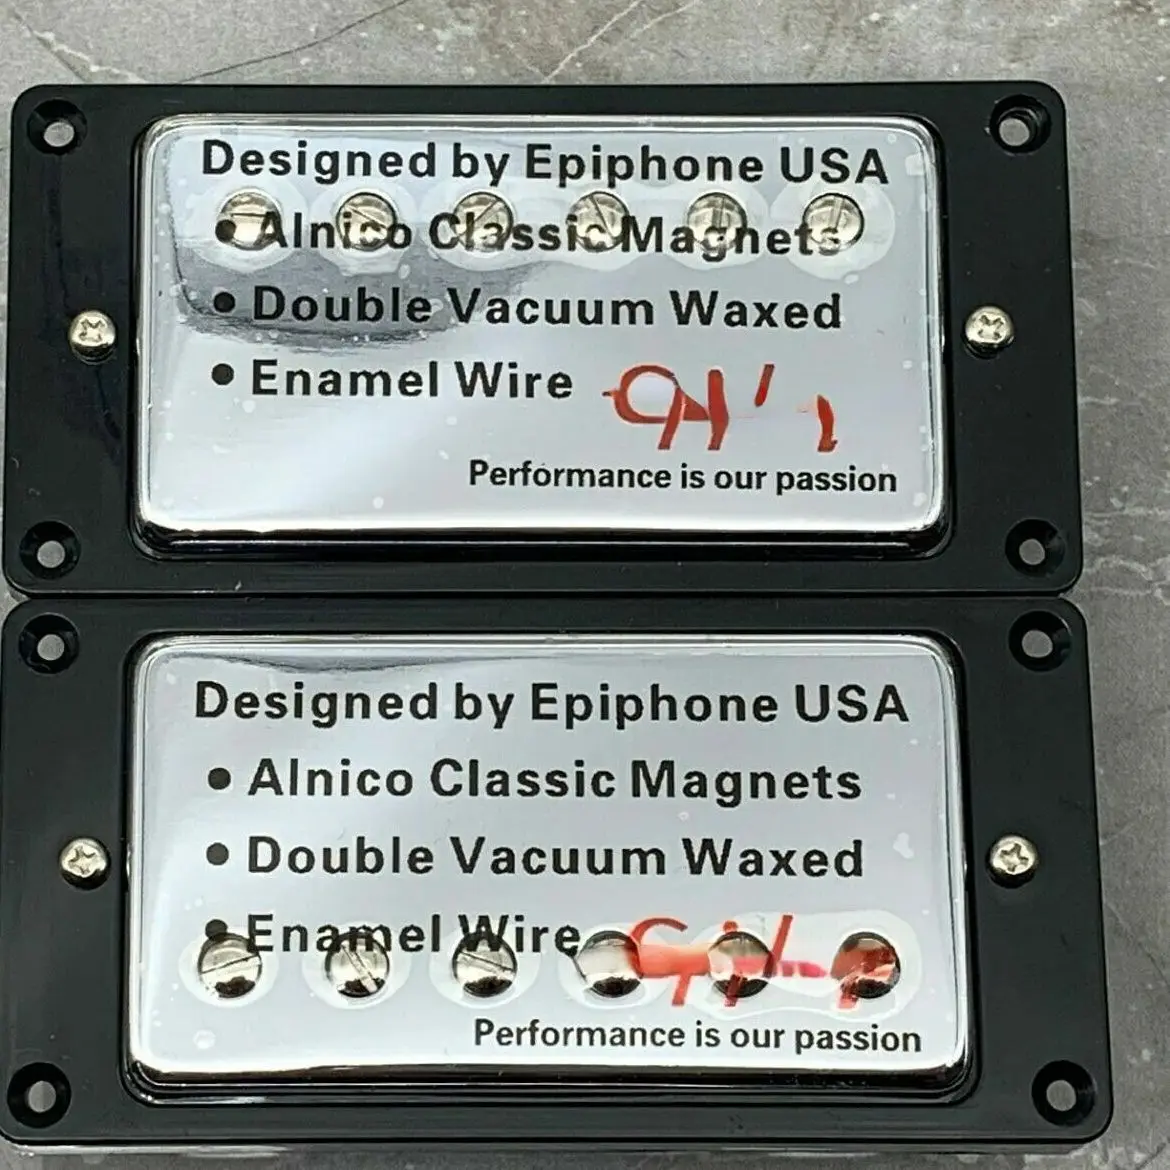 Designed by Epiphone USA
• Alnico Classic Magnets
• Double Vacuum Waxed
• Enamel Wire
Performance is our passion
Designed by Epiphone USA
• Alnico Classic Magnets
• Double Vacuum Waxed
• Enamel Wire
Performance is our passion